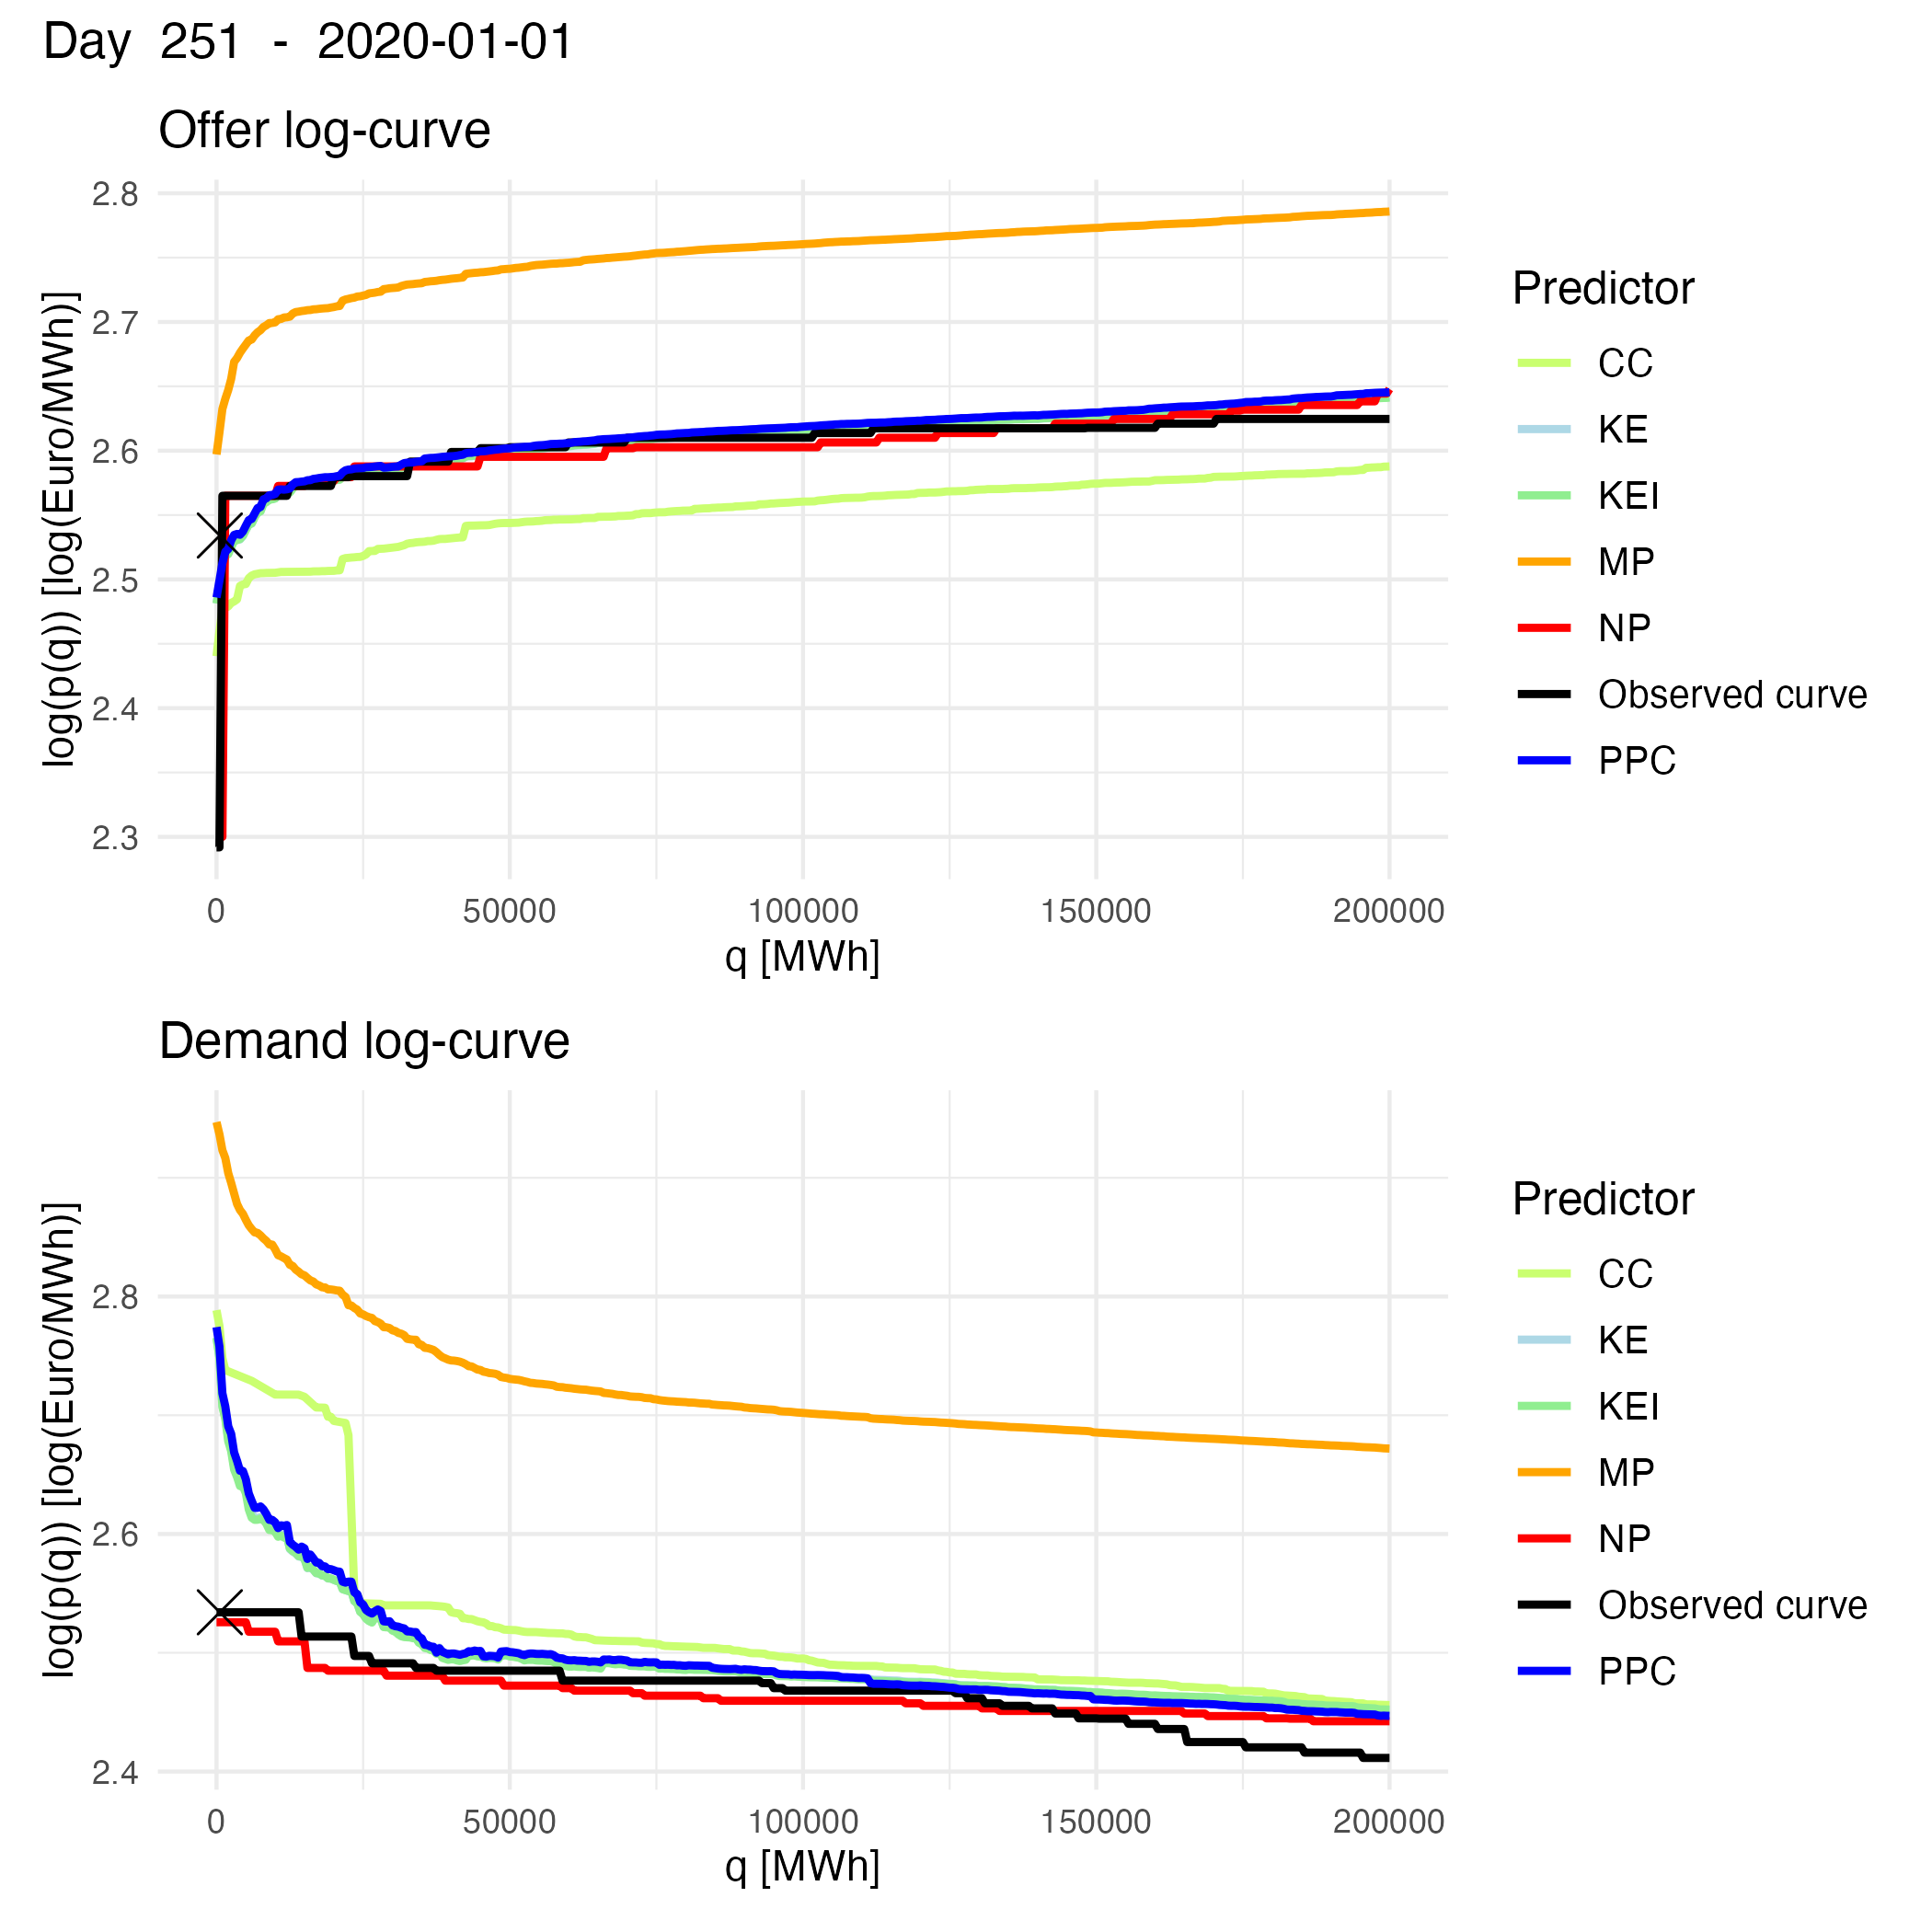 Day 251 - 2020-01-01
Offer log-curve
log(p(q)) [log(Euro/MWh)]
2.8
2.7
2.6
2.5
2.4
2.3
0 50000 100000 150000 200000
q [MWh]
Predictor
CC
KE
KEI
MP
NP
Observed curve
PPC
Demand log-curve
log(p(q)) [log(Euro/MWh)]
2.8
2.6
2.4
0 50000 100000 150000 200000
q [MWh]
Predictor
CC
KE
KEI
MP
NP
Observed curve
PPC